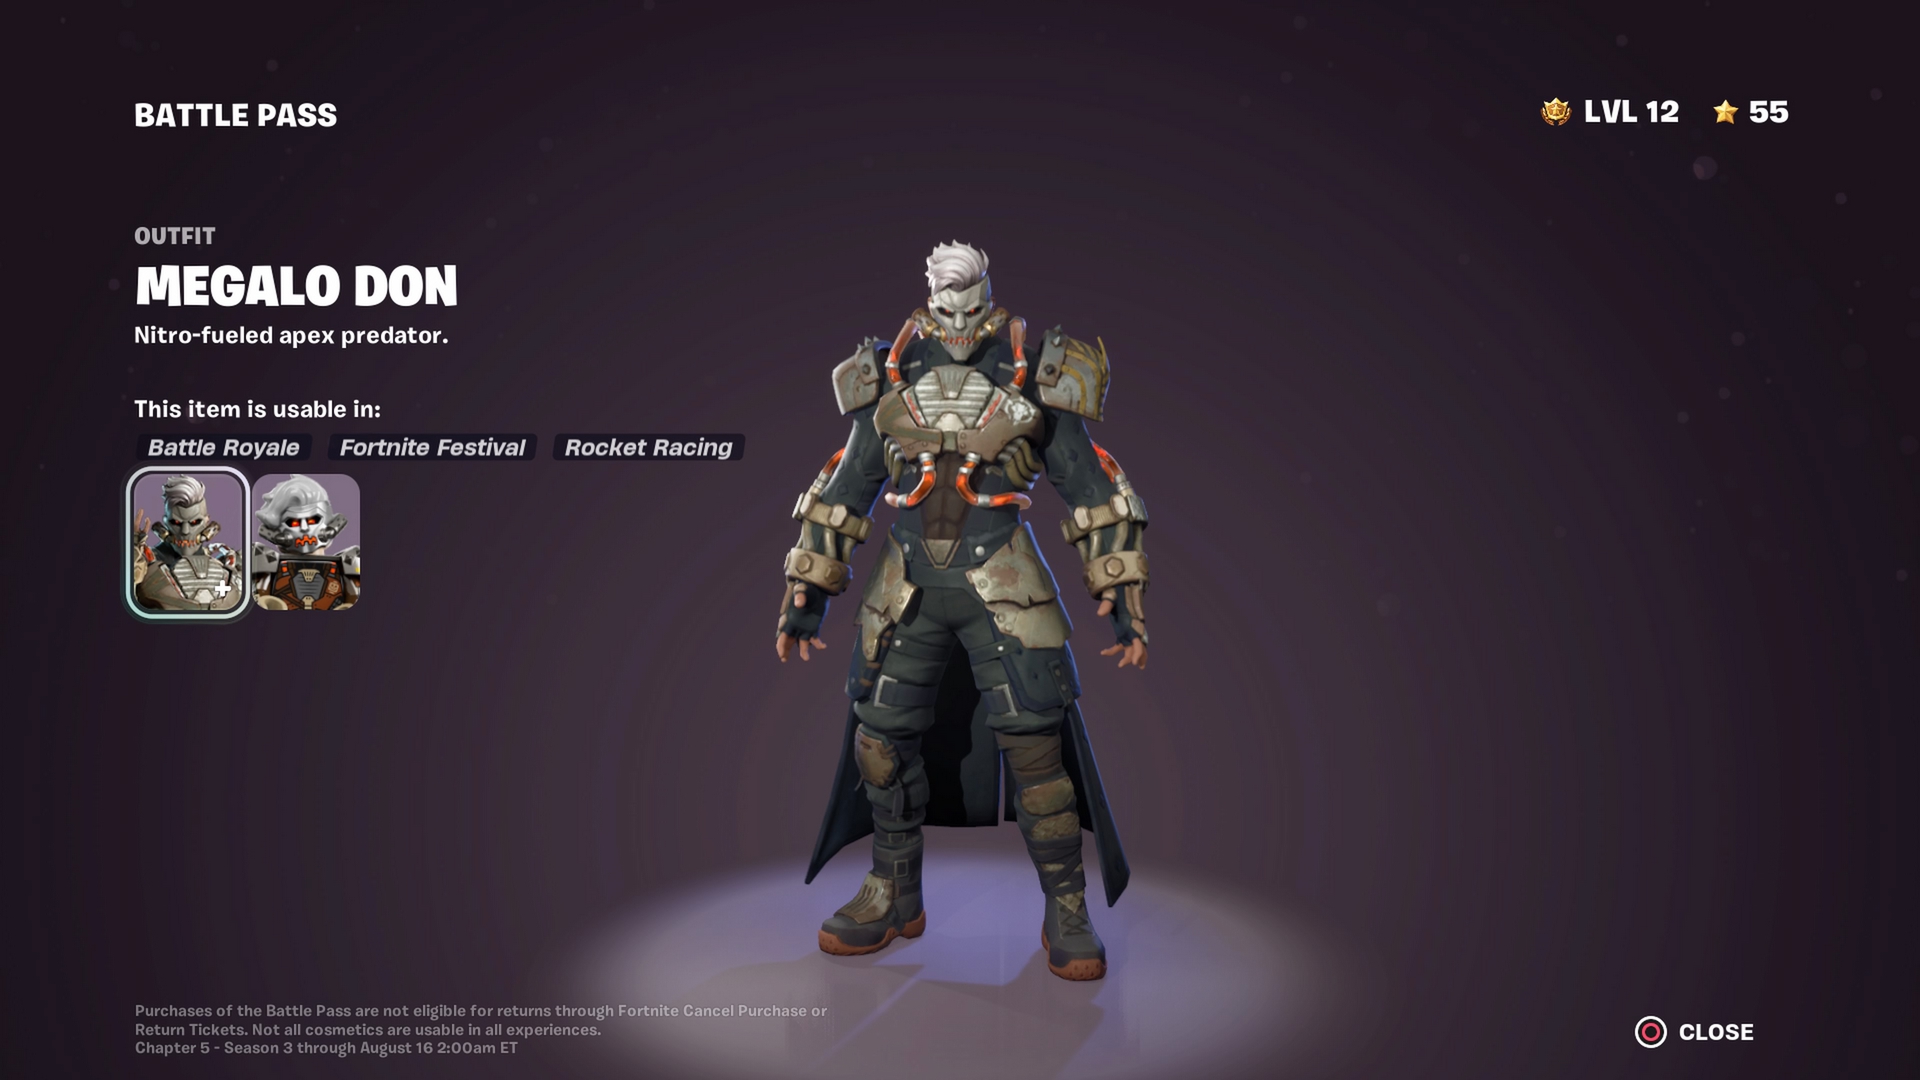 BATTLE PASS
LVL 12
55
OUTFIT
MEGALO DON
Nitro-fueled apex predator.
This item is usable in:
Battle Royale
Fortnite Festival
Rocket Racing
Purchases of the Battle Pass are not eligible for returns through Fortnite Cancel Purchase or
Return Tickets. Not all cosmetics are usable in all experiences.
Chapter 5 - Season 3 through August 16 2:00am ET
CLOSE